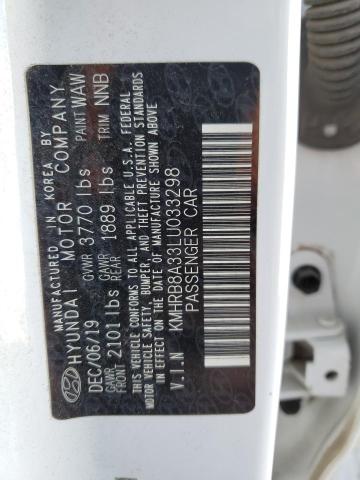 MANUFACTURED IN KOREA BY
HYUNDAI MOTOR COMPANY
DEC/06/19 GVWR 3770 lbs PAINT WAW
GAWR FRONT 2101lbs GAWR REAR 1889 lbs TRIM NNB
THIS VEHICLE CONFORMS TO ALL APPLICABLE U.S.A. FEDERAL
MOTOR VEHICLE SAFETY, BUMPER, AND THEFT PREVENTION STANDARDS
IN EFFECT ON THE DATE OF MANUFACTURE SHOWN ABOVE.
V.I.N KMHRB8A33LU033298
PASSENGER CAR